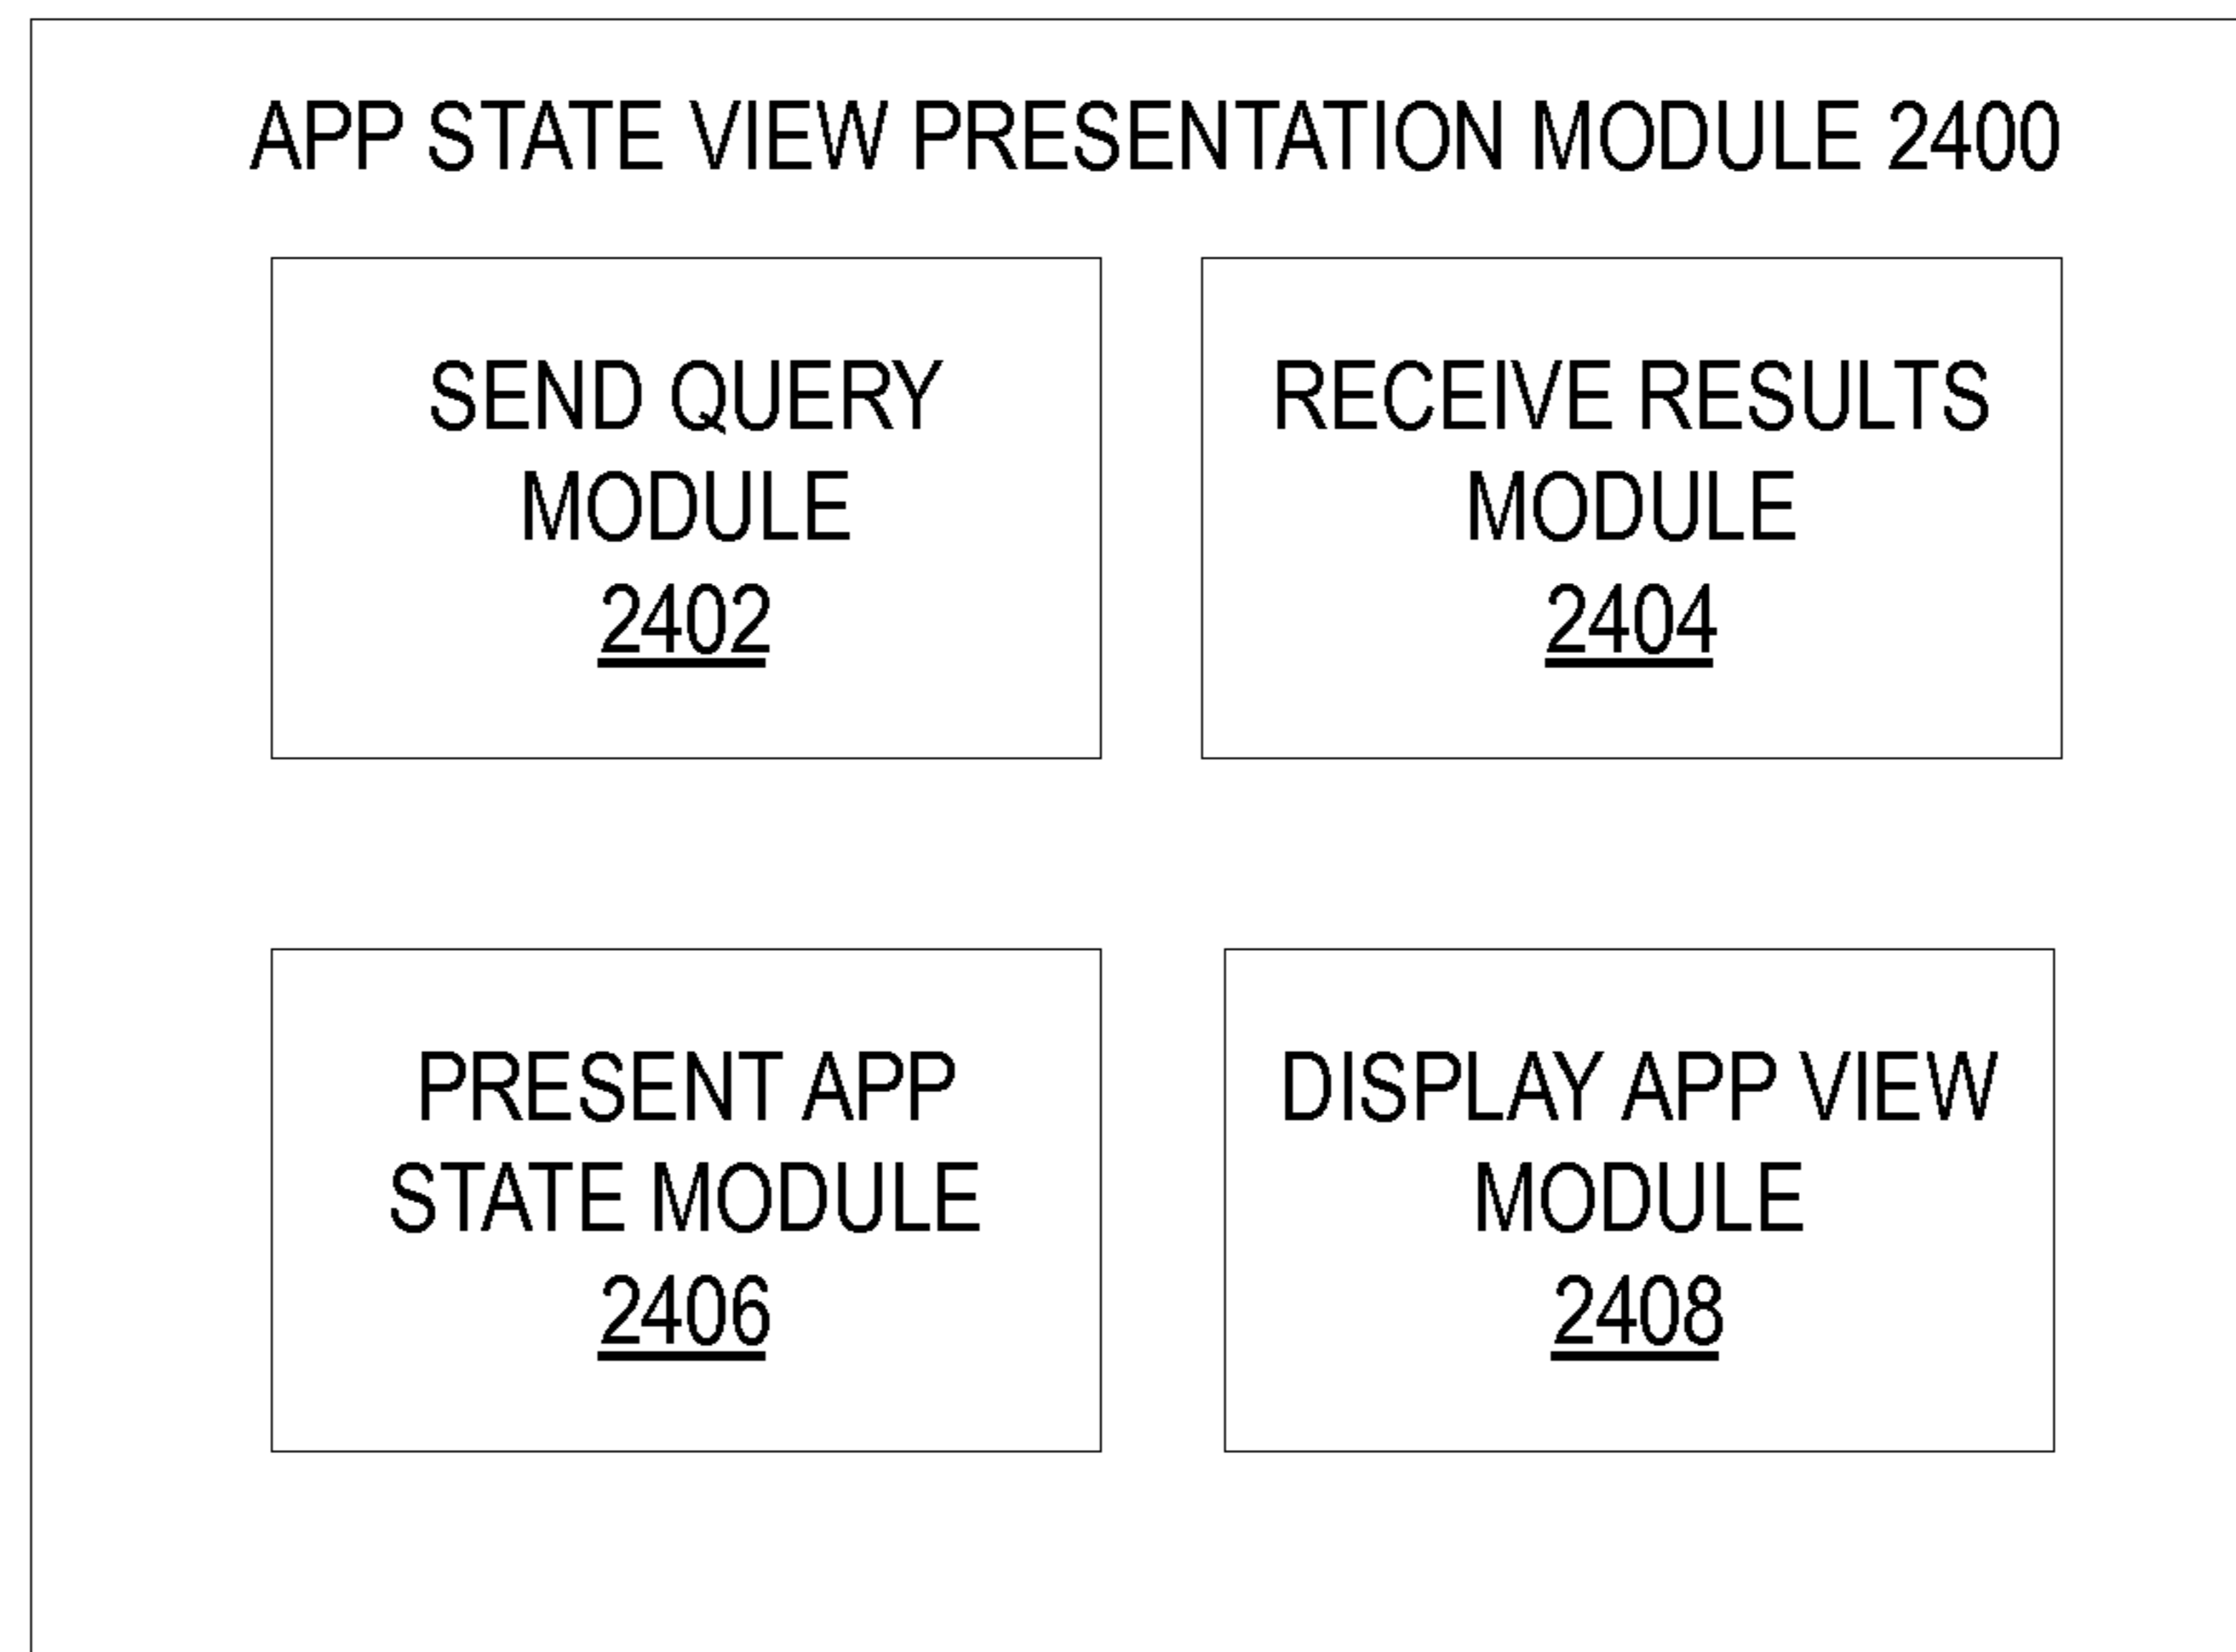 APP STATE VIEW PRESENTATION MODULE 2400
SEND QUERY
MODULE
2402
RECEIVE RESULTS
MODULE
2404
PRESENT APP
STATE MODULE
2406
DISPLAY APP VIEW
MODULE
2408